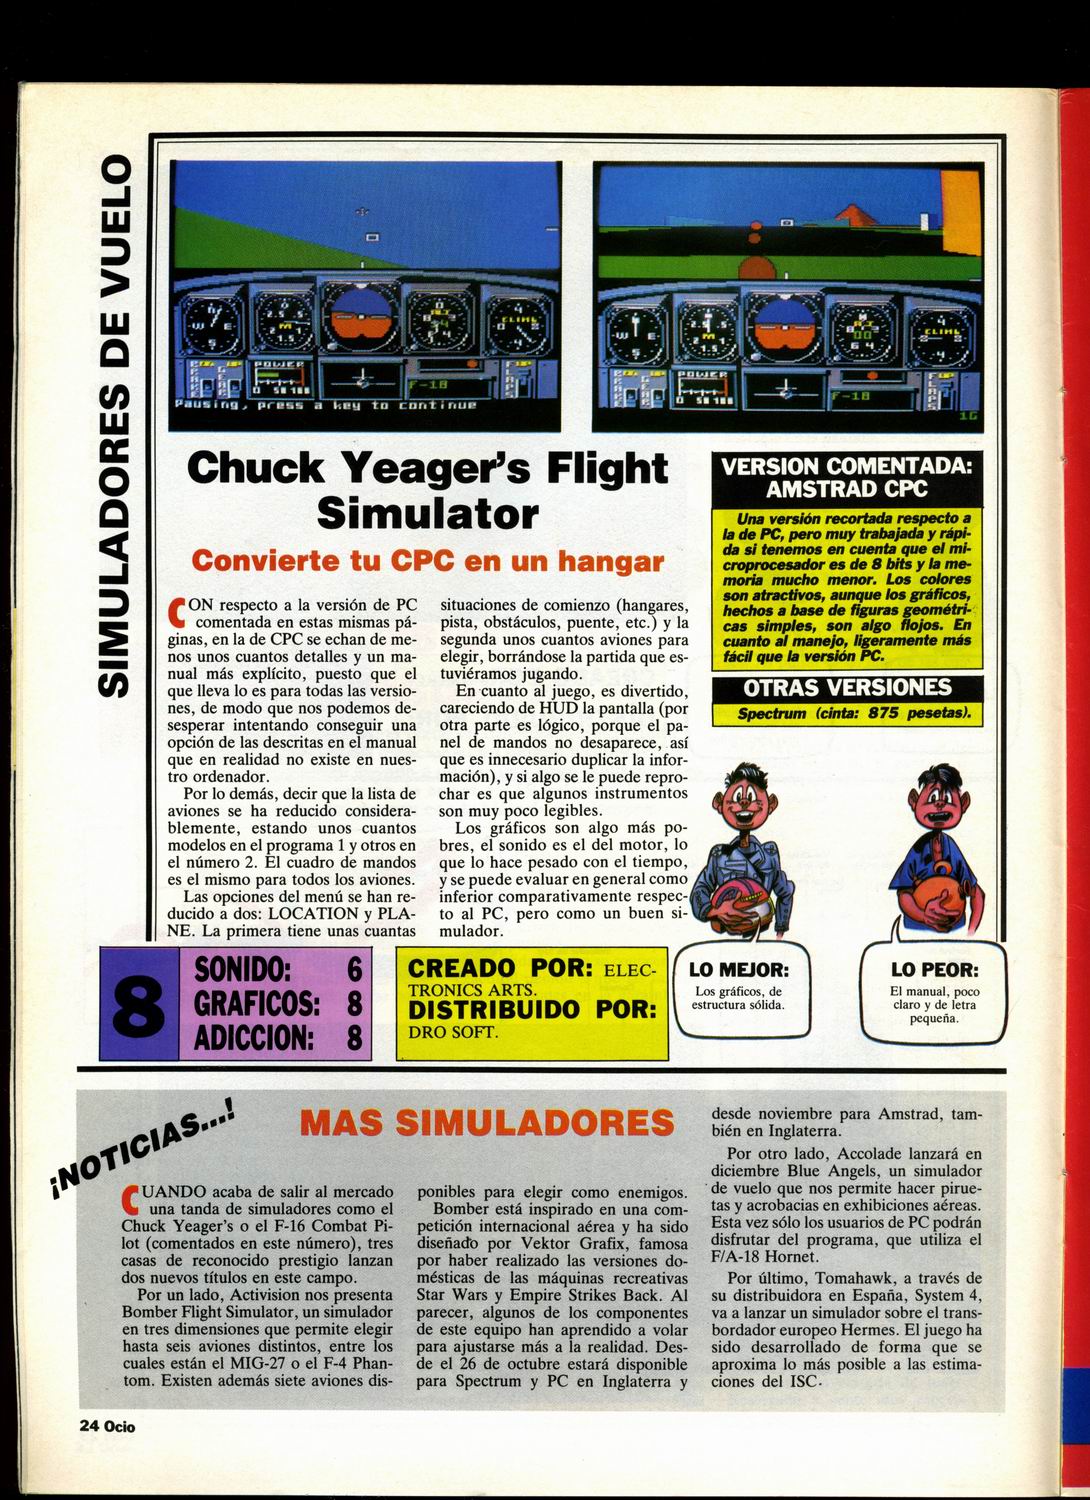 SIMULADORES DE VUELO
POWER
0 50 100
F-18
FLAPS
CLIMB
Pausing, press a key to continue
POWER
0 50 100
F-18
FLAPS
CLIMB
16
Chuck Yeager's Flight
Simulator
Convierte tu CPC en un hangar
CON respecto a la versión de PC
comentada en estas mismas pá-
ginas, en la de CPC se echan de me-
nos unos cuantos detalles y un ma-
nual más explícito, puesto que el
que lleva lo es para todas las versio-
nes, de modo que nos podemos de-
sesperar intentando conseguir una
opción de las descritas en el manual
que en realidad no existe en nues-
tro ordenador.
Por lo demás, decir que la lista de
aviones se ha reducido considera-
blemente, estando unos cuantos
modelos en el programa 1 y otros en
el número 2. El cuadro de mandos
es el mismo para todos los aviones.
Las opciones del menú se han re-
ducido a dos: LOCATION y PLA-
NE. La primera tiene unas cuantas
situaciones de comienzo (hangares,
pista, obstáculos, puente, etc.) y la
segunda unos cuantos aviones para
elegir, borrándose la partida que es-
tuviéramos jugando.
En cuanto al juego, es divertido,
careciendo de HUD la pantalla (por
otra parte es lógico, porque el pa-
nel de mandos no desaparece, así
que es innecesario duplicar la infor-
mación), y si algo se le puede repro-
char es que algunos instrumentos
son muy poco legibles.
Los gráficos son algo más po-
bres, el sonido es el del motor, lo
que lo hace pesado con el tiempo,
y se puede evaluar en general como
inferior comparativamente respec-
to al PC, pero como un buen si-
mulador.
VERSION COMENTADA:
AMSTRAD CPC
Una versión recortada respecto a
la de PC, pero muy trabajada y rápi-
da si tenemos en cuenta que el mi-
croprocesador es de 8 bits y la me-
moria mucho menor. Los colores
son atractivos, aunque los gráficos,
hechos a base de figuras geométri-
cas simples, son algo flojos. En
cuanto al manejo, ligeramente más
fácil que la versión PC.
OTRAS VERSIONES
Spectrum (cinta: 875 pesetas).
8
SONIDO: 6
GRAFICOS: 8
ADICCION: 8
CREADO POR: ELEC-
TRONICS ARTS.
DISTRIBUIDO POR:
DRO SOFT.
LO MEJOR:
Los gráficos, de
estructura sólida.
LO PEOR:
El manual, poco
claro y de letra
pequeña.
¡NOTICIAS...!
MAS SIMULADORES
CUANDO acaba de salir al mercado
una tanda de simuladores como el
Chuck Yeager's o el F-16 Combat Pi-
lot (comentados en este número), tres
casas de reconocido prestigio lanzan
dos nuevos títulos en este campo.
Por un lado, Activision nos presenta
Bomber Flight Simulator, un simulador
en tres dimensiones que permite elegir
hasta seis aviones distintos, entre los
cuales están el MIG-27 o el F-4 Phan-
tom. Existen además siete aviones dis-
ponibles para elegir como enemigos.
Bomber está inspirado en una com-
petición internacional aérea y ha sido
diseñado por Vektor Grafix, famosa
por haber realizado las versiones do-
mésticas de las máquinas recreativas
Star Wars y Empire Strikes Back. Al
parecer, algunos de los componentes
de este equipo han aprendido a volar
para ajustarse más a la realidad. Des-
de el 26 de octubre estará disponible
para Spectrum y PC en Inglaterra y
desde noviembre para Amstrad, tam-
bién en Inglaterra.
Por otro lado, Accolade lanzará en
diciembre Blue Angels, un simulador
de vuelo que nos permite hacer pirue-
tas y acrobacias en exhibiciones aéreas.
Esta vez sólo los usuarios de PC podrán
disfrutar del programa, que utiliza el
F/A-18 Hornet.
Por último, Tomahawk, a través de
su distribuidora en España, System 4,
va a lanzar un simulador sobre el trans-
bordador europeo Hermes. El juego ha
sido desarrollado de forma que se
aproxima lo más posible a las estima-
ciones del ISC.
24 Ocio